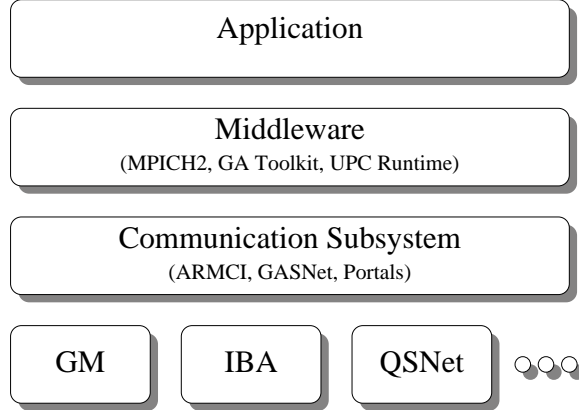 Application
Middleware
(MPICH2, GA Toolkit, UPC Runtime)
Communication Subsystem
(ARMCI, GASNet, Portals)
GM IBA QSNet